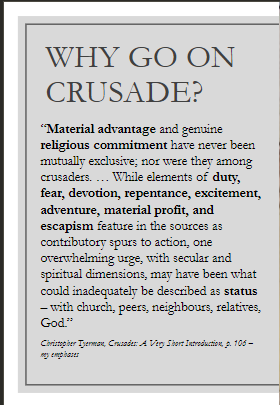 WHY GO ON
CRUSADE?
“Material advantage and genuine
religious commitment have never been
mutually exclusive; nor were they among
crusaders. … While elements of duty,
fear, devotion, repentance, excitement,
adventure, material profit, and
escapism feature in the sources as
contributory spurs to action, one
overwhelming urge, with secular and
spiritual dimensions, may have been what
could inadequately be described as status
– with church, peers, neighbours, relatives,
God.”
Christopher Tyerman, Crusades: A Very Short Introduction, p. 106 –
my emphases